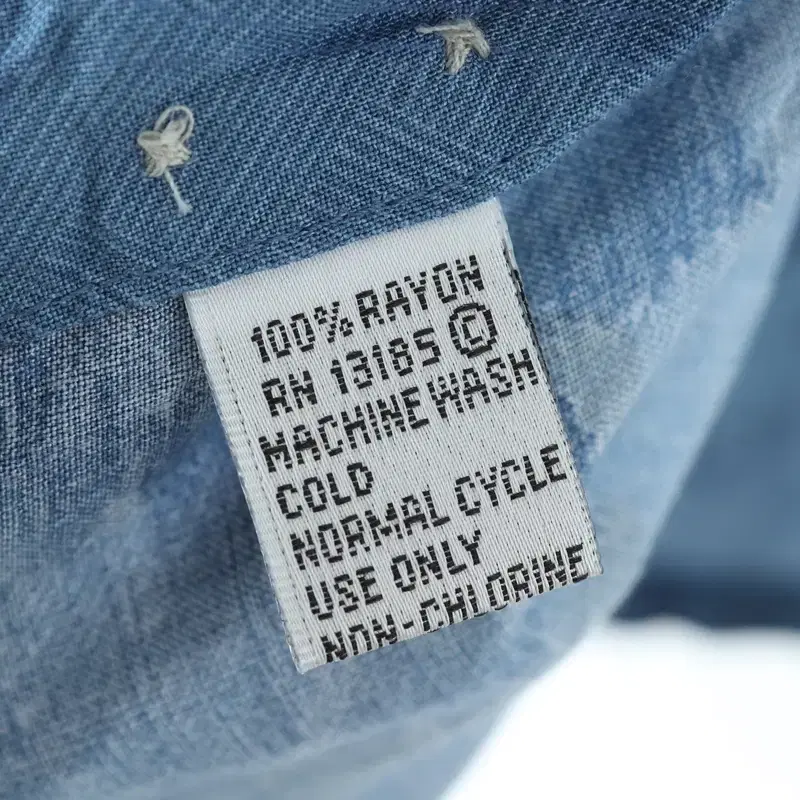 100% RAYON
RN 13185 ©
MACHINE WASH
COLD
NORMAL CYCLE
USE ONLY
NON-CHLORINE